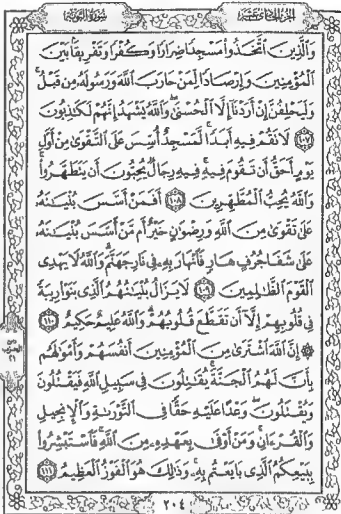 الجزء الحادي عشر
سورة التوبة
وَالَّذِينَ اتَّخَذُوا مَسْجِدًا ضِرَارًا وَكُفْرًا وَتَفْرِيقًا بَيْنَ
الْمُؤْمِنِينَ وَإِرْصَادًا لِّمَنْ حَارَبَ اللَّهَ وَرَسُولَهُ مِن قَبْلُ
وَلَيَحْلِفُنَّ إِنْ أَرَدْنَا إِلَّا الْحُسْنَىٰ وَاللَّهُ يَشْهَدُ إِنَّهُمْ لَكَاذِبُونَ
١٠٧ لَا تَقُمْ فِيهِ أَبَدًا لَّمَسْجِدٌ أُسِّسَ عَلَى التَّقْوَىٰ مِنْ أَوَّلِ
يَوْمٍ أَحَقُّ أَن تَقُومَ فِيهِ فِيهِ رِجَالٌ يُحِبُّونَ أَن يَتَطَهَّرُوا
وَاللَّهُ يُحِبُّ الْمُطَّهِّرِينَ ١٠٨ أَفَمَنْ أَسَّسَ بُنْيَانَهُ
عَلَىٰ تَقْوَىٰ مِنَ اللَّهِ وَرِضْوَانٍ خَيْرٌ أَم مَّنْ أَسَّسَ بُنْيَانَهُ
عَلَىٰ شَفَا جُرُفٍ هَارٍ فَانْهَارَ بِهِ فِي نَارِ جَهَنَّمَ وَاللَّهُ لَا يَهْدِي
الْقَوْمَ الظَّالِمِينَ ١٠٩ لَا يَزَالُ بُنْيَانُهُمُ الَّذِي بَنَوْا رِيبَةً
فِي قُلُوبِهِمْ إِلَّا أَن تَقَطَّعَ قُلُوبُهُمْ وَاللَّهُ عَلِيمٌ حَكِيمٌ ١١٠
۞ إِنَّ اللَّهَ اشْتَرَىٰ مِنَ الْمُؤْمِنِينَ أَنفُسَهُمْ وَأَمْوَالَهُم
بِأَنَّ لَهُمُ الْجَنَّةَ يُقَاتِلُونَ فِي سَبِيلِ اللَّهِ فَيَقْتُلُونَ
وَيُقْتَلُونَ وَعْدًا عَلَيْهِ حَقًّا فِي التَّوْرَاةِ وَالْإِنجِيلِ
وَالْقُرْآنِ وَمَنْ أَوْفَىٰ بِعَهْدِهِ مِنَ اللَّهِ فَاسْتَبْشِرُوا
بِبَيْعِكُمُ الَّذِي بَايَعْتُم بِهِ وَذَٰلِكَ هُوَ الْفَوْزُ الْعَظِيمُ ١١١
٢٠٤